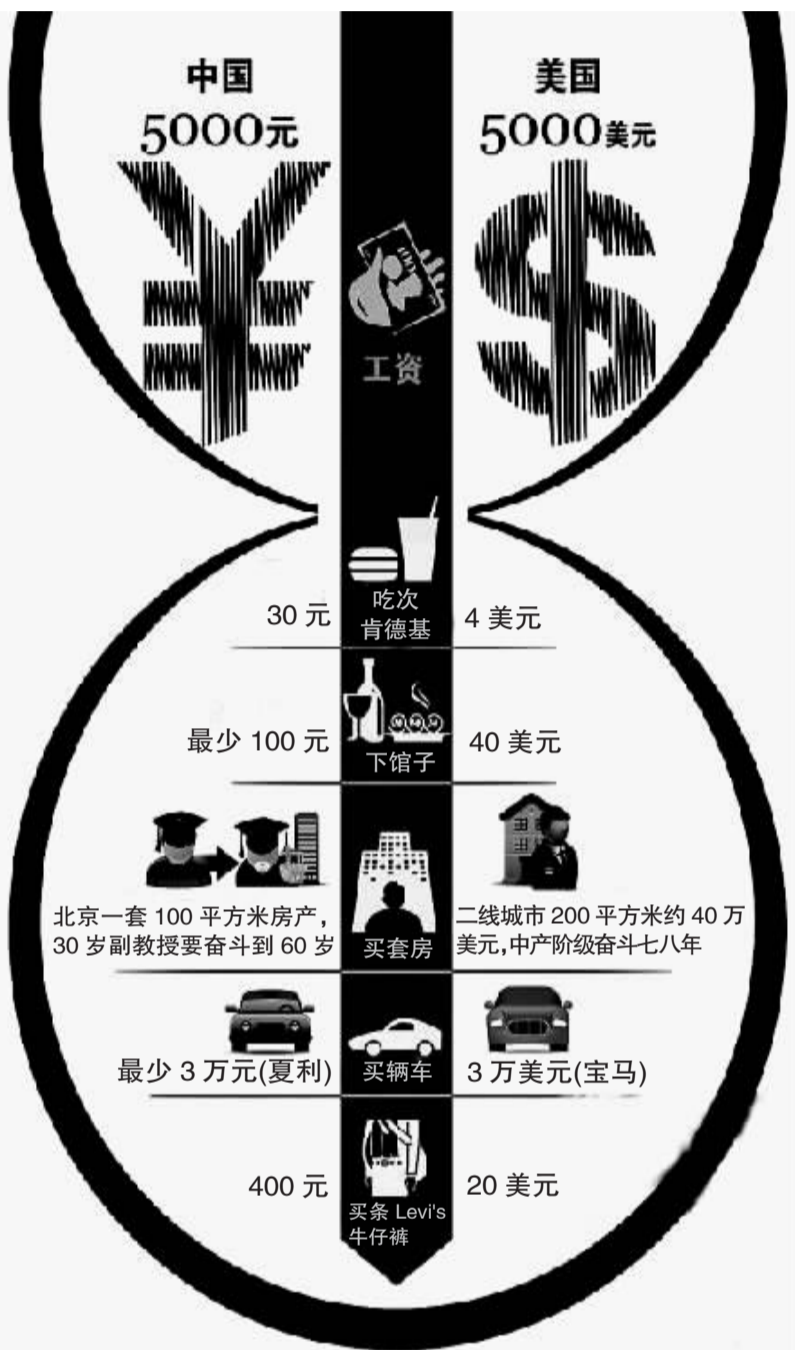 中国
5000元
美国
5000美元
¥
$
100
工资
30 元
吃次
肯德基
4 美元
最少 100 元
下馆子
40 美元
北京一套 100 平方米房产，
30 岁副教授要奋斗到 60 岁
买套房
二线城市 200 平方米约 40 万
美元，中产阶级奋斗七八年
最少 3 万元(夏利)
买辆车
3 万美元(宝马)
400 元
买条 Levi's
牛仔裤
20 美元